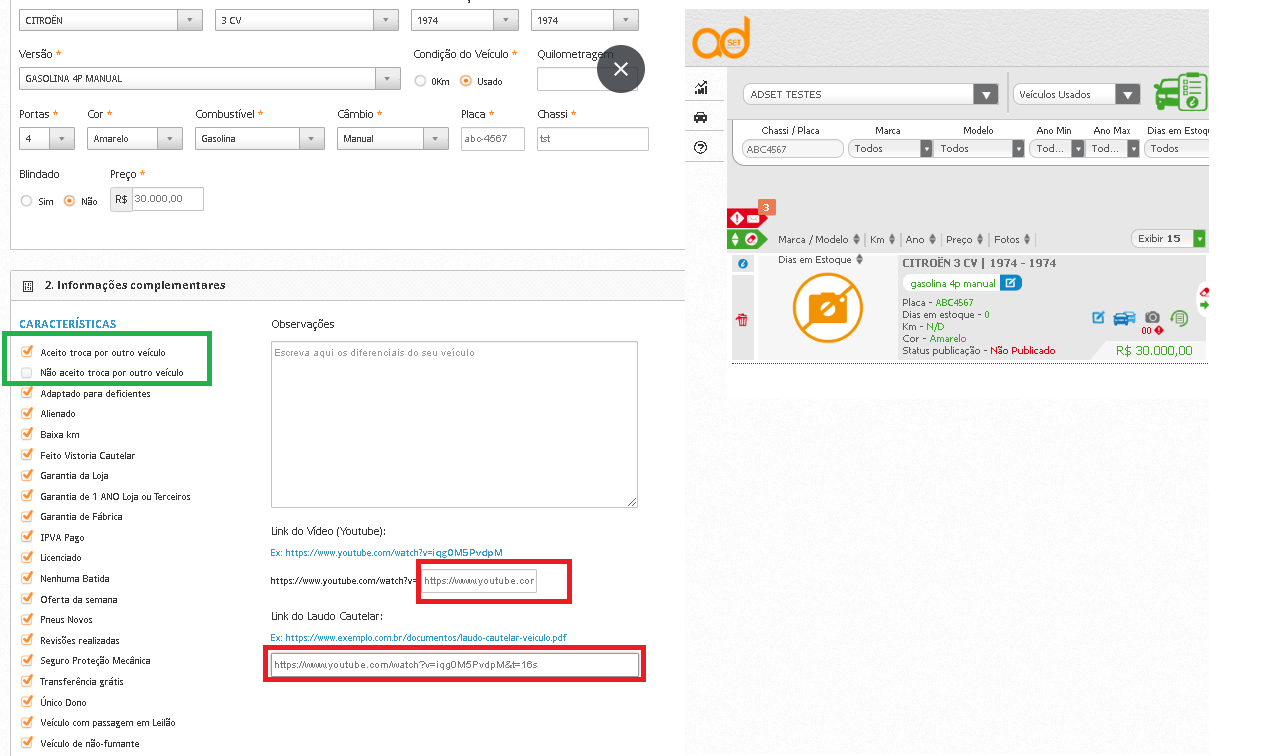 CITROËN
3 CV
1974
1974
Versão *
Condição do Veículo *
Quilometragem
GASOLINA 4P MANUAL
0Km
Usado
Portas *
Cor *
Combustível *
Câmbio *
Placa *
Chassi *
4
Amarelo
Gasolina
Manual
abc-4567
tst
Blindado
Preço *
Sim
Não
R$
30.000,00
2. Informações complementares
CARACTERÍSTICAS
Aceito troca por outro veículo
Não aceito troca por outro veículo
Adaptado para deficientes
Alienado
Baixa km
Feito Vistoria Cautelar
Garantia da Loja
Garantia de 1 ANO Loja ou Terceiros
Garantia de Fábrica
IPVA Pago
Licenciado
Nenhuma Batida
Oferta da semana
Pneus Novos
Revisões realizadas
Seguro Proteção Mecânica
Transferência grátis
Único Dono
Veículo com passagem em Leilão
Veículo de não-fumante
Observações
Escreva aqui os diferenciais do seu veículo
Link do Vídeo (Youtube):
Ex: https://www.youtube.com/watch?v=iqg0M5PvdpM
https://www.youtube.com/watch?v=
https://www.youtube.cor
Link do Laudo Cautelar:
Ex: https://www.exemplo.com.br/documentos/laudo-cautelar-veiculo.pdf
https://www.youtube.com/watch?v=iqg0M5PvdpM&t=16s
ad
SET
ADSET TESTES
Veículos Usados
Chassi / Placa
Marca
Modelo
Ano Min
Ano Max
Dias em Estoqu
ABC4567
Todos
Todos
Tod...
Tod...
Todos
3
Marca / Modelo
Km
Ano
Preço
Fotos
Exibir 15
Dias em Estoque
CITROËN 3 CV | 1974 - 1974
gasolina 4p manual
Placa - ABC4567
Dias em estoque - 0
Km - N/D
Cor - Amarelo
Status publicação - Não Publicado
00
R$ 30.000,00